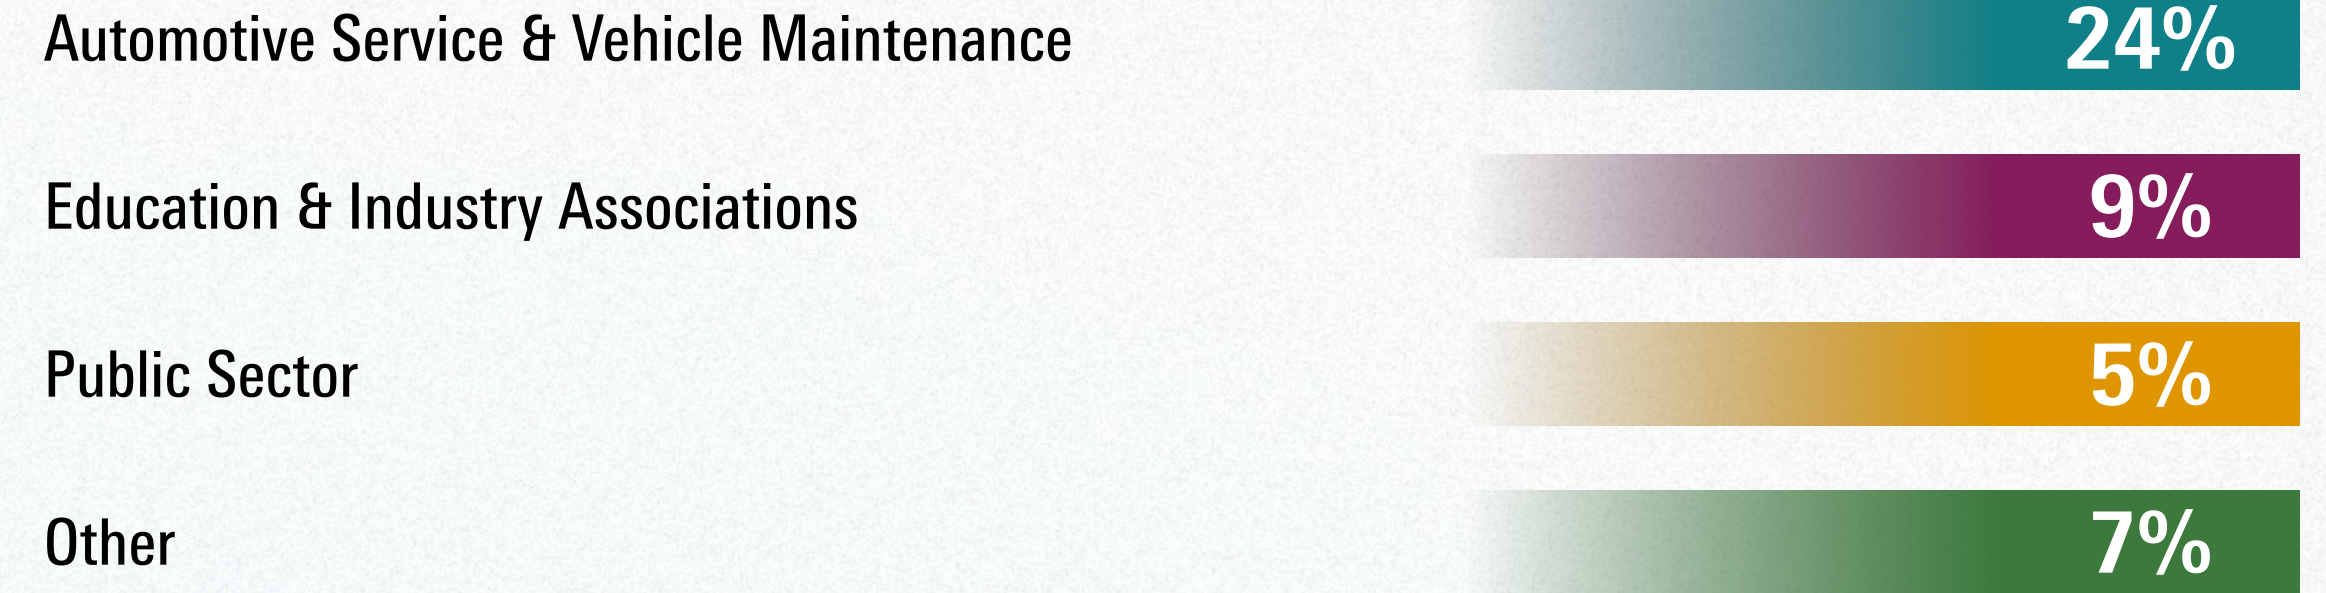 Automotive Service & Vehicle Maintenance 24%
Education & Industry Associations 9%
Public Sector 5%
Other 7%